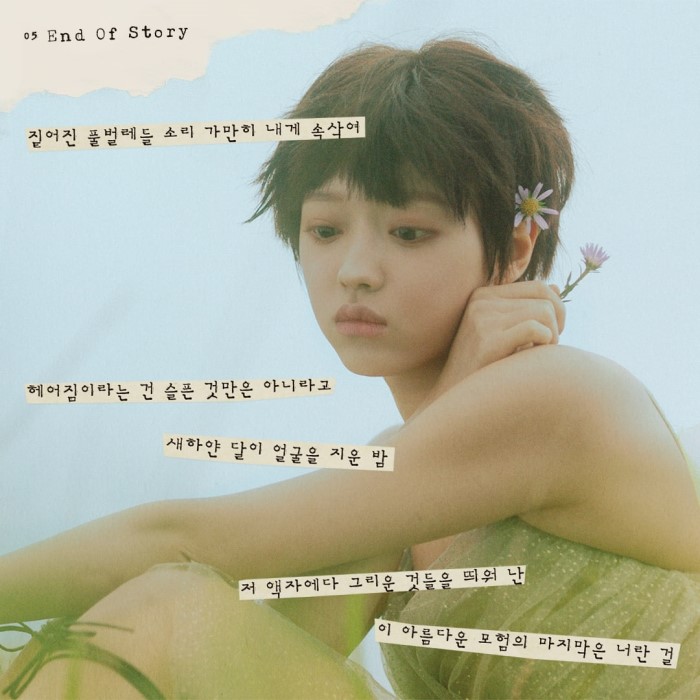 05 End Of Story
짙어진 풀벌레들 소리 가만히 내게 속삭여
헤어짐이라는 건 슬픈 것만은 아니라고
새하얀 달이 얼굴을 지운 밤
저 액자에다 그리운 것들을 띄워 난
이 아름다운 모험의 마지막은 너란 걸